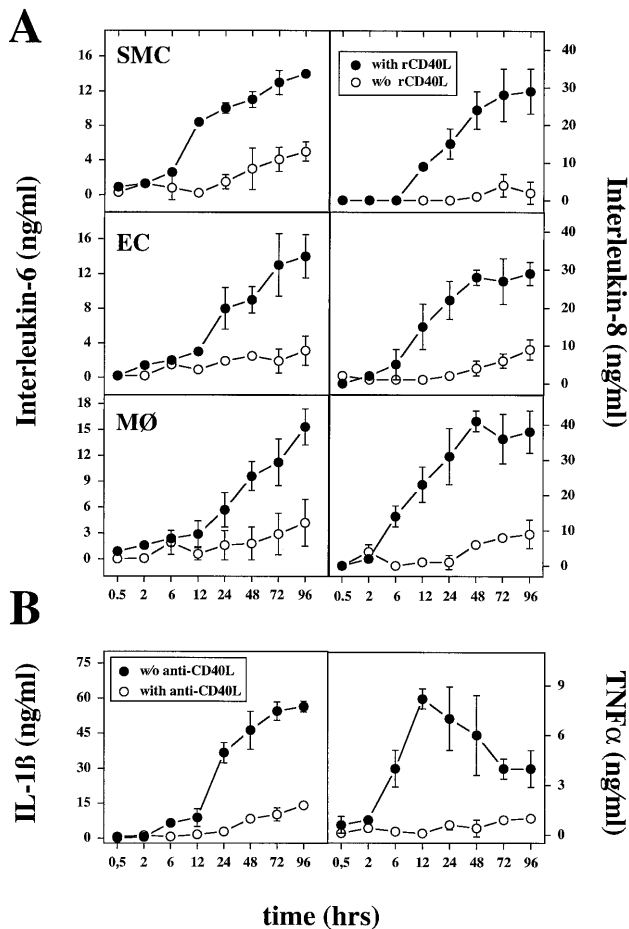 A
SMC
16
12
8
4
0
with rCD40L
w/o rCD40L
40
30
20
10
0
Interleukin-6 (ng/ml)
EC
16
12
8
4
0
40
30
20
10
0
Interleukin-8
(ng/ml)
MØ
18
15
12
9
6
3
0
40
30
20
10
0
0.5 2 6 12 24 48 72 96
0.5 2 6 12 24 48 72 96
B
w/o anti-CD40L
with anti-CD40L
75
60
45
30
15
0
IL-1ß
(ng/ml)
9
6
3
0
TNFα
(ng/ml)
0,5 2 6 12 24 48 72 96
0,5 2 6 12 24 48 72 96
time (hrs)